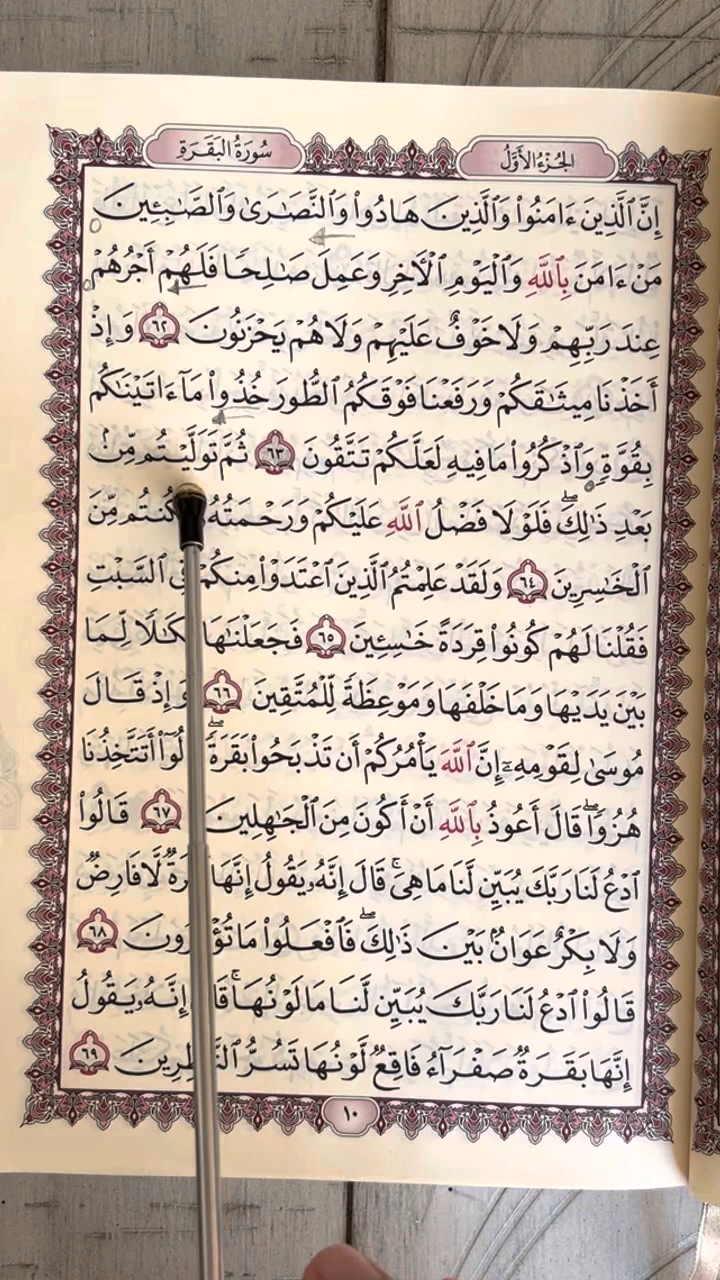 الجزء الأول
سورة البقرة
إِنَّ ٱلَّذِينَ ءَامَنُوا۟ وَٱلَّذِينَ هَادُوا۟ وَٱلنَّصَٰرَىٰ وَٱلصَّٰبِـِٔينَ
مَنْ ءَامَنَ بِٱللَّهِ وَٱلْيَوْمِ ٱلْـَٔاخِرِ وَعَمِلَ صَٰلِحًا فَلَهُمْ أَجْرُهُمْ
عِندَ رَبِّهِمْ وَلَا خَوْفٌ عَلَيْهِمْ وَلَا هُمْ يَحْزَنُونَ ٦٢ وَإِذْ
أَخَذْنَا مِيثَٰقَكُمْ وَرَفَعْنَا فَوْقَكُمُ ٱلطُّورَ خُذُوا۟ مَآ ءَاتَيْنَٰكُم
بِقُوَّةٍ وَٱذْكُرُوا۟ مَا فِيهِ لَعَلَّكُمْ تَتَّقُونَ ٦٣ ثُمَّ تَوَلَّيْتُم مِّنۢ
بَعْدِ ذَٰلِكَ ۖ فَلَوْلَا فَضْلُ ٱللَّهِ عَلَيْكُمْ وَرَحْمَتُهُۥ كُنتُم مِّنَ
ٱلْخَٰسِرِينَ ٦٤ وَلَقَدْ عَلِمْتُمُ ٱلَّذِينَ ٱعْتَدَوْا۟ مِنكُمْ فِى ٱلسَّبْتِ
فَقُلْنَا لَهُمْ كُونُوا۟ قِرَدَةً خَٰسِـِٔينَ ٦٥ فَجَعَلْنَٰهَا نَكَٰلًا لِّمَا
بَيْنَ يَدَيْهَا وَمَا خَلْفَهَا وَمَوْعِظَةً لِّلْمُتَّقِينَ ٦٦ وَإِذْ قَالَ
مُوسَىٰ لِقَوْمِهِۦٓ إِنَّ ٱللَّهَ يَأْمُرُكُمْ أَن تَذْبَحُوا۟ بَقَرَةً ۖ قَالُوٓا۟ أَتَتَّخِذُنَا
هُزُوًا ۖ قَالَ أَعُوذُ بِٱللَّهِ أَنْ أَكُونَ مِنَ ٱلْجَٰهِلِينَ ٦٧ قَالُوا۟
ٱدْعُ لَنَا رَبَّكَ يُبَيِّن لَّنَا مَا هِىَ ۚ قَالَ إِنَّهُۥ يَقُولُ إِنَّهَا بَقَرَةٌ لَّا فَارِضٌ
وَلَا بِكْرٌ عَوَانٌۢ بَيْنَ ذَٰلِكَ ۖ فَٱفْعَلُوا۟ مَا تُؤْمَرُونَ ٦٨
قَالُوا۟ ٱدْعُ لَنَا رَبَّكَ يُبَيِّن لَّنَا مَا لَوْنُهَا ۚ قَالَ إِنَّهُۥ يَقُولُ
إِنَّهَا بَقَرَةٌ صَفْرَآءُ فَاقِعٌ لَّوْنُهَا تَسُرُّ ٱلنَّٰظِرِينَ ٦٩
١٠